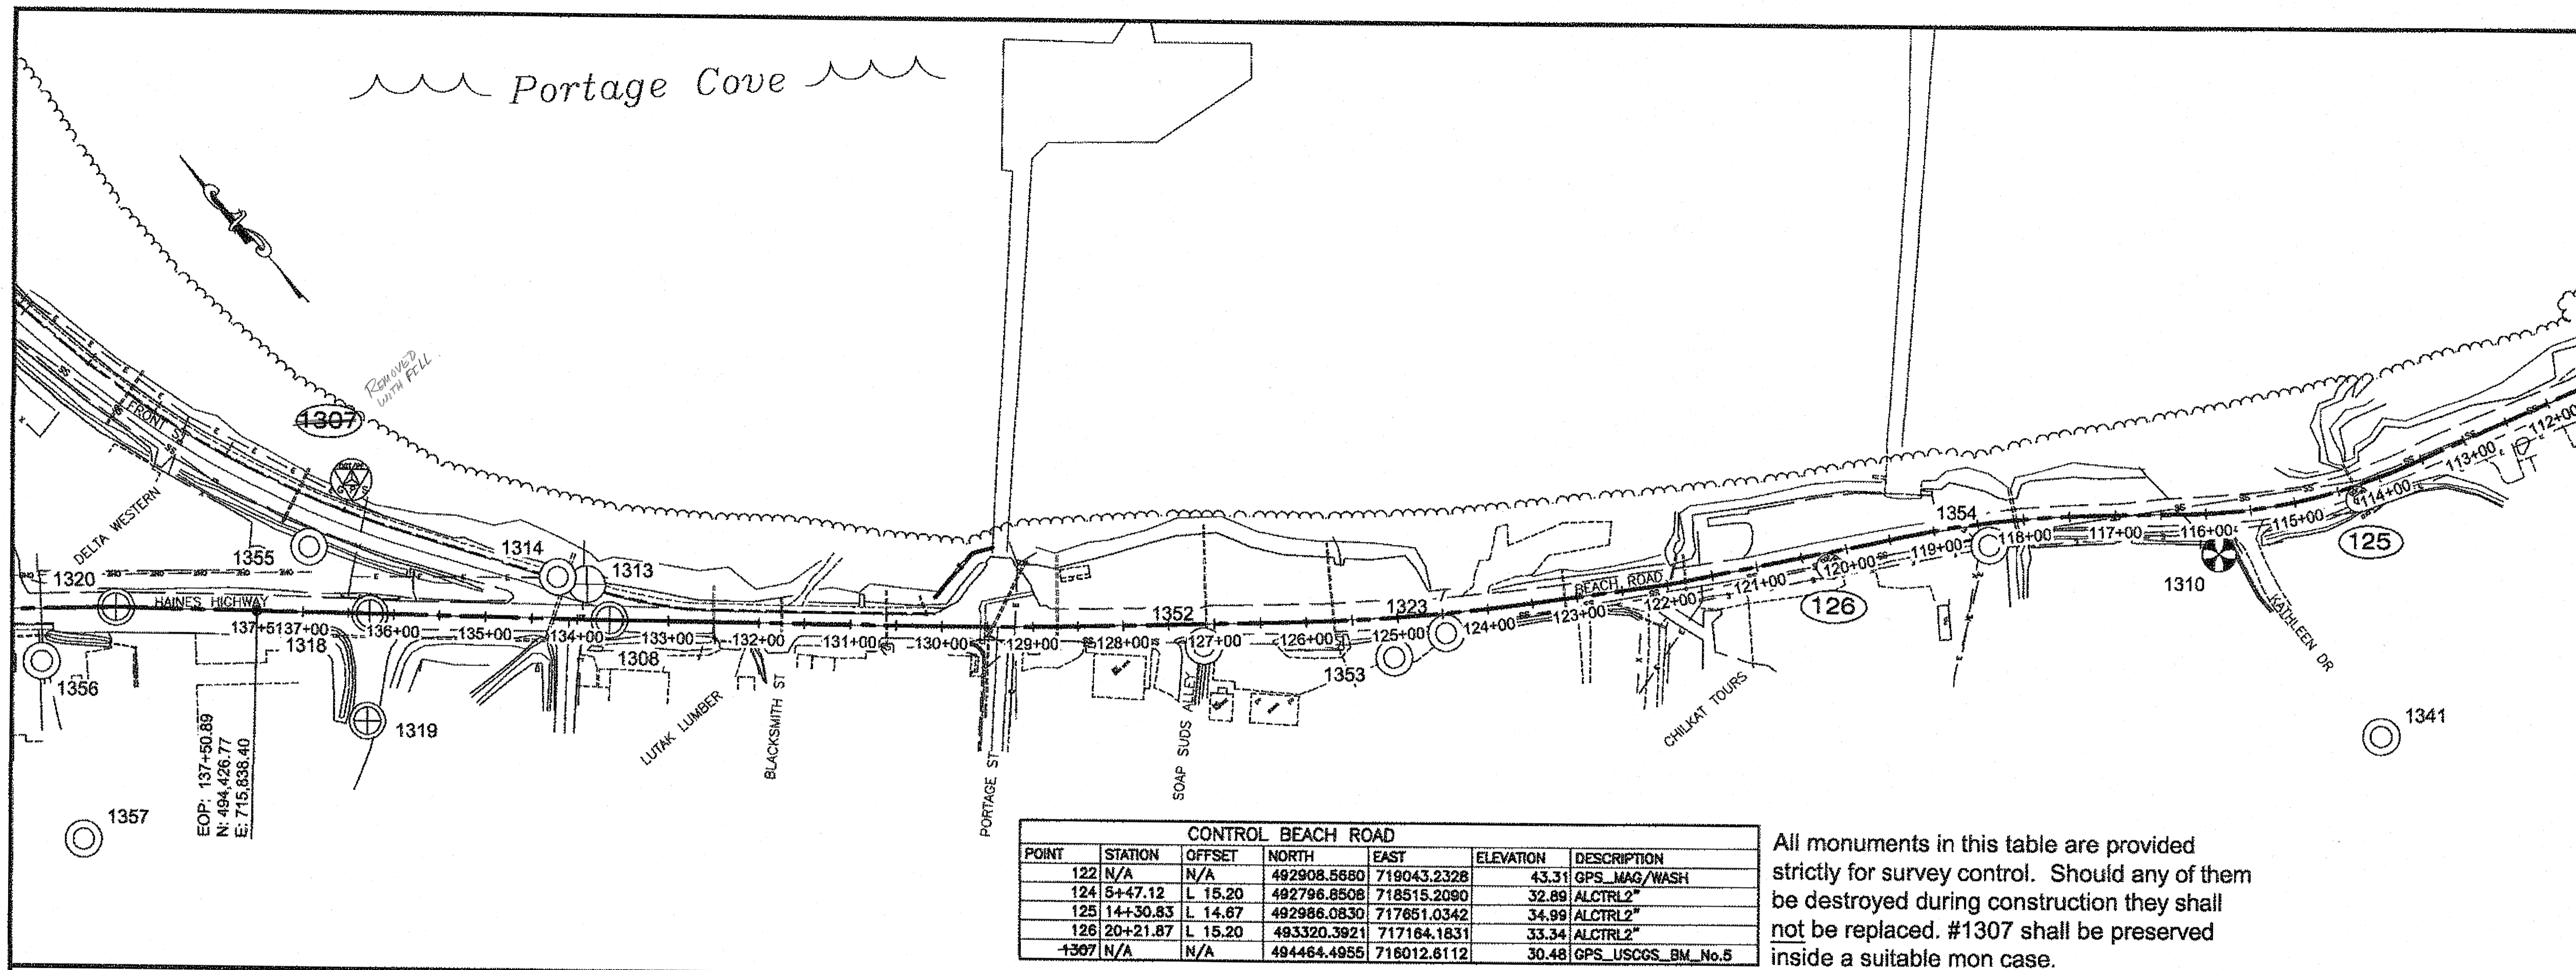 Portage Cove
REMOVED
WITH FILL
1307
FRONT ST
DELTA WESTERN
1355
1314
1313
1320
HAINES HIGHWAY
137+5137+00
136+00
135+00
134+00
133+00
132+00
131+00
130+00
129+00
128+00
127+00
126+00
125+00
124+00
123+00
122+00
121+00
120+00
119+00
118+00
117+00
116+00
115+00
114+00
113+00
112+00
1318
1308
1352
1323
1353
BEACH ROAD
1354
126
125
1310
KATHLEEN DR
1356
1319
1341
1357
EOP: 137+50.89
N: 494,426.77
E: 715,838.40
LUTAK LUMBER
BLACKSMITH ST
PORTAGE ST
SOAP SUDS ALLEY
CHILKAT TOURS
CONTROL BEACH ROAD
POINT STATION OFFSET NORTH EAST ELEVATION DESCRIPTION
122 N/A N/A 492908.5680 719043.2328 43.31 GPS_MAG/WASH
124 5+47.12 L 15.20 492796.8508 718515.2090 32.89 ALCTRL2"
125 14+30.83 L 14.67 492986.0830 717651.0342 34.99 ALCTRL2"
126 20+21.87 L 15.20 493320.3921 717164.1831 33.34 ALCTRL2"
1307 N/A N/A 494464.4955 716012.6112 30.48 GPS_USCGS_BM_No.5
All monuments in this table are provided
strictly for survey control. Should any of them
be destroyed during construction they shall
not be replaced. #1307 shall be preserved
inside a suitable mon case.